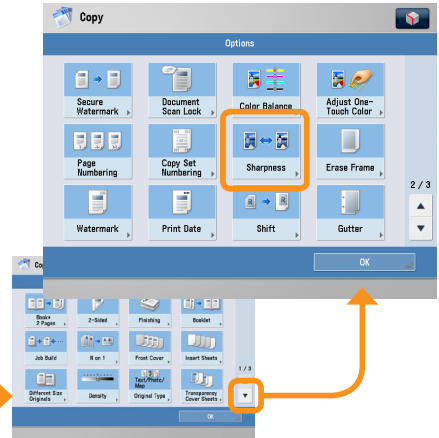 Copy
Options
Secure
Watermark
Document
Scan Lock
Color Balance
Adjust One-
Touch Color
Page
Numbering
Copy Set
Numbering
Sharpness
Erase Frame
2 / 3
Watermark
Print Date
Shift
Gutter
OK
Co
Book▸
2 Pages
2-Sided
Finishing
Booklet
Job Build
N on 1
Front Cover
Insert Sheets
1 / 3
Different Size
Originals
Density
Text/Photo/
Map
Original Type
Transparency
Cover Sheets
OK